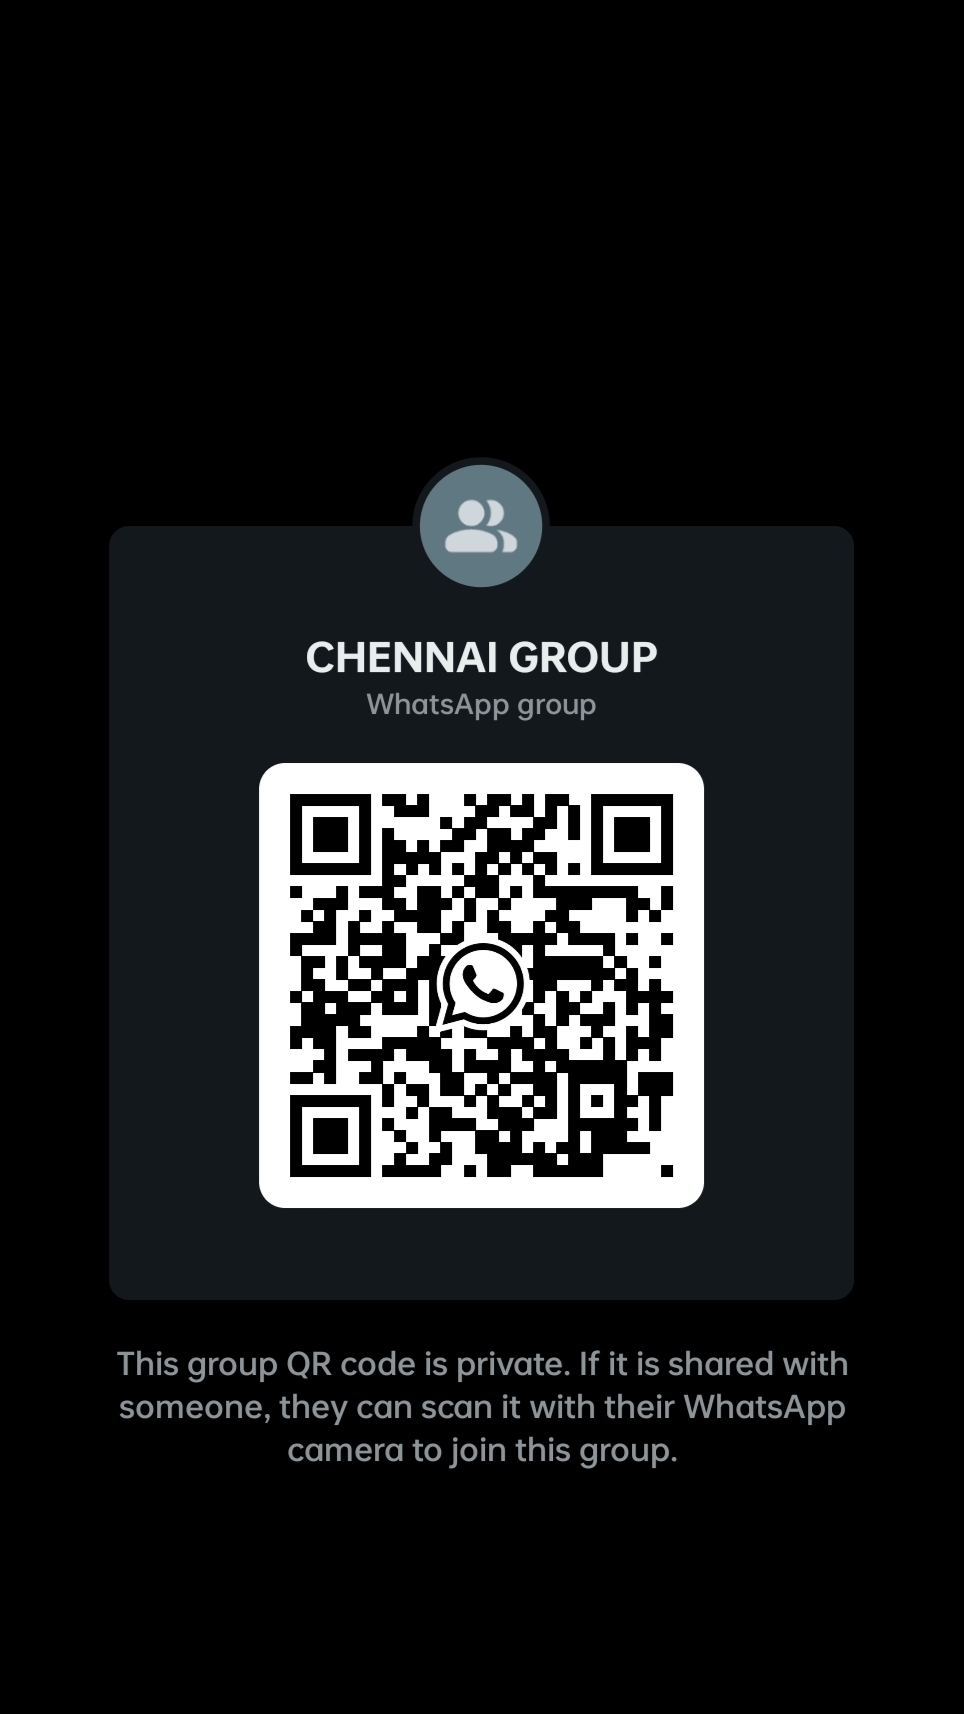 CHENNAI GROUP
WhatsApp group
This group QR code is private. If it is shared with
someone, they can scan it with their WhatsApp
camera to join this group.